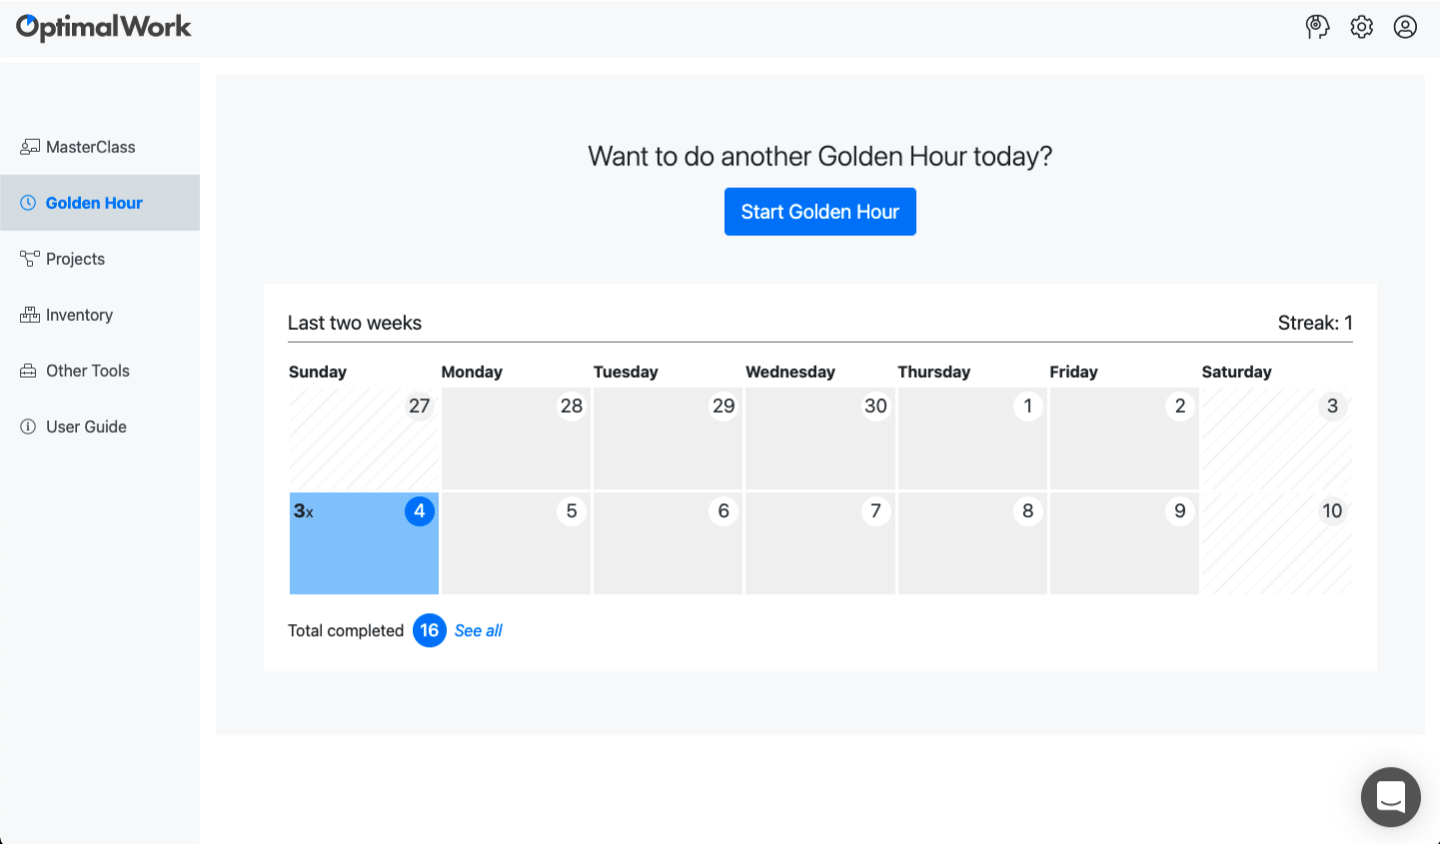 OptimalWork
MasterClass
Golden Hour
Projects
Inventory
Other Tools
User Guide
Want to do another Golden Hour today?
Start Golden Hour
Last two weeks Streak: 1
Sunday Monday Tuesday Wednesday Thursday Friday Saturday
27 28 29 30 1 2 3
3x 4 5 6 7 8 9 10
Total completed 16 See all